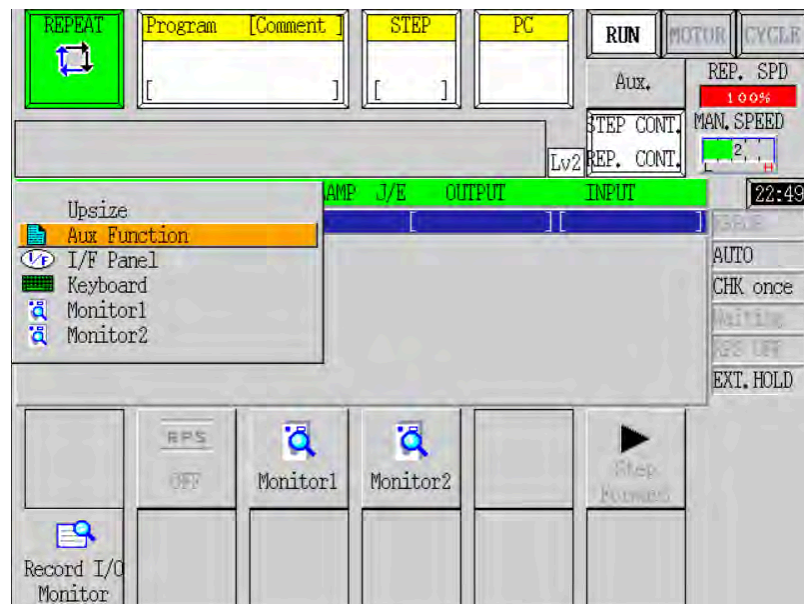 REPEAT
Program [Comment ]
[ ]
STEP
[ ]
PC
RUN
MOTOR
CYCLE
Aux.
REP. SPD
100%
STEP CONT.
REP. CONT.
MAN. SPEED
2
L H
Lv2
AMP J/E OUTPUT INPUT
22:49
[ ][ ]
Upsize
Aux Function
I/F I/F Panel
Keyboard
Monitor1
Monitor2
AUTO
CHK once
Waiting
RPS OFF
EXT. HOLD
RPS
OFF
Monitor1
Monitor2
Step
Forward
Record I/O
Monitor